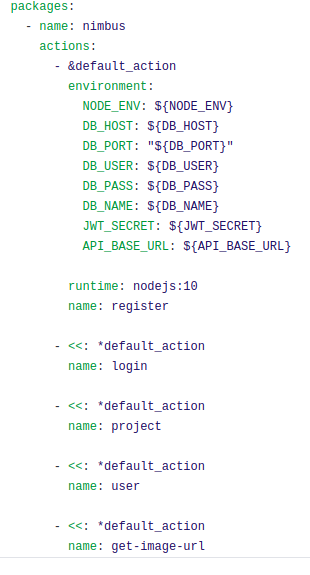 packages:
  - name: nimbus
    actions:
      - &default_action
        environment:
          NODE_ENV: ${NODE_ENV}
          DB_HOST: ${DB_HOST}
          DB_PORT: "${DB_PORT}"
          DB_USER: ${DB_USER}
          DB_PASS: ${DB_PASS}
          DB_NAME: ${DB_NAME}
          JWT_SECRET: ${JWT_SECRET}
          API_BASE_URL: ${API_BASE_URL}

        runtime: nodejs:10
        name: register

      - <<: *default_action
        name: login

      - <<: *default_action
        name: project

      - <<: *default_action
        name: user

      - <<: *default_action
        name: get-image-url